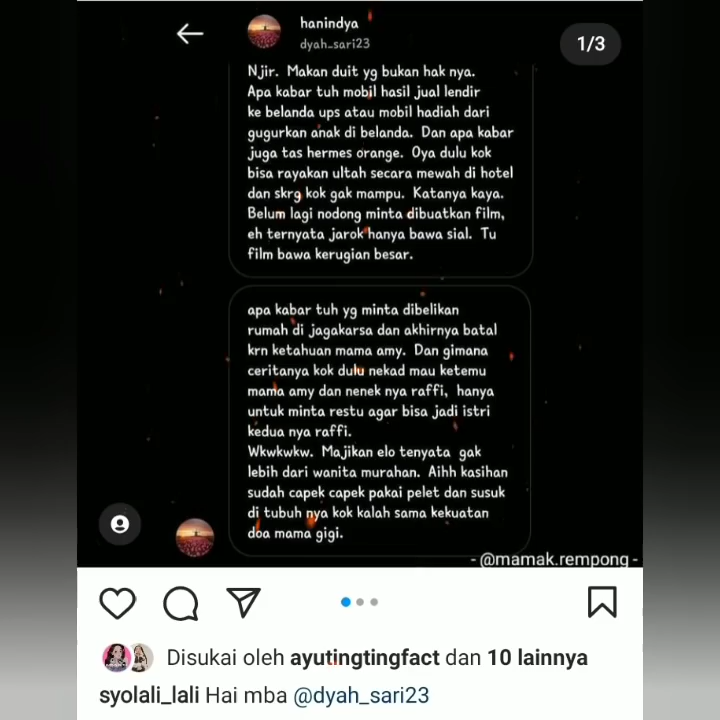 hanindya
dyah_sari23
1/3
Njir. Makan duit yg bukan hak nya.
Apa kabar tuh mobil hasil jual lendir
ke belanda ups atau mobil hadiah dari
gugurkan anak di belanda. Dan apa kabar
juga tas hermes orange. Oya dulu kok
bisa rayakan ultah secara mewah di hotel
dan skrg kok gak mampu. Katanya kaya.
Belum lagi nodong minta dibuatkan film,
eh ternyata jarok hanya bawa sial. Tu
film bawa kerugian besar.
apa kabar tuh yg minta dibelikan
rumah di jagakarsa dan akhirnya batal
krn ketahuan mama amy. Dan gimana
ceritanya kok dulu nekad mau ketemu
mama amy dan nenek nya raffi, hanya
untuk minta restu agar bisa jadi istri
kedua nya raffi.
Wkwkwkw. Majikan elo tenyata gak
lebih dari wanita murahan. Aihh kasihan
sudah capek capek pakai pelet dan susuk
di tubuh nya kok kalah sama kekuatan
doa mama gigi.
- @mamak.rempong -
Disukai oleh ayutingtingfact dan 10 lainnya
syolali_lali Hai mba @dyah_sari23